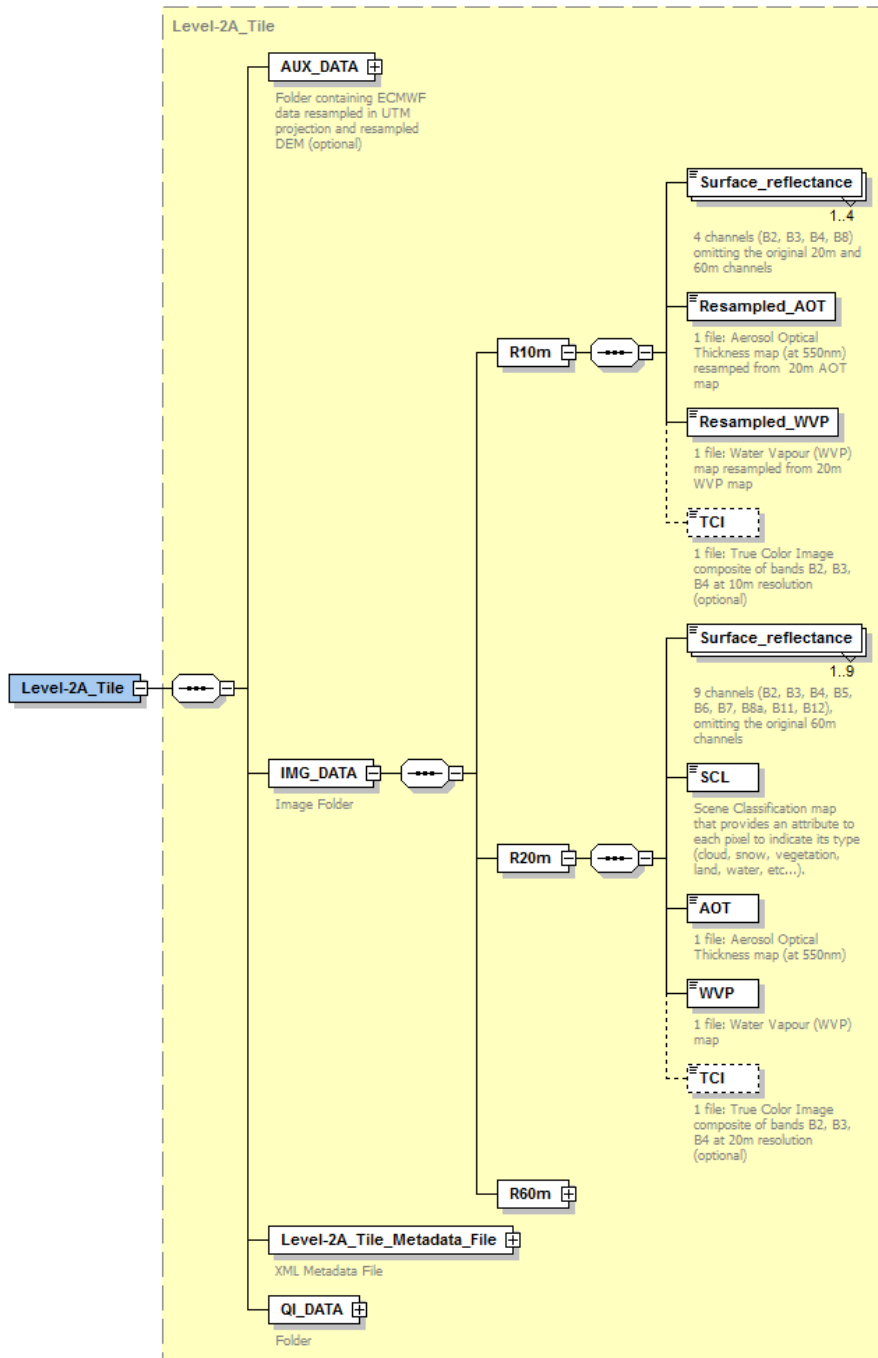 Level-2A_Tile
AUX_DATA
Folder containing ECMWF
data resampled in UTM
projection and resampled
DEM (optional)
Surface_reflectance
1..4
4 channels (B2, B3, B4, B8)
omitting the original 20m and
60m channels
Resampled_AOT
1 file: Aerosol Optical
Thickness map (at 550nm)
resamped from 20m AOT
map
R10m
Resampled_WVP
1 file: Water Vapour (WVP)
map resampled from 20m
WVP map
TCI
1 file: True Color Image
composite of bands B2, B3,
B4 at 10m resolution
(optional)
Surface_reflectance
1..9
9 channels (B2, B3, B4, B5,
B6, B7, B8a, B11, B12),
omitting the original 60m
channels
Level-2A_Tile
IMG_DATA
Image Folder
SCL
Scene Classification map
that provides an attribute to
each pixel to indicate its type
(cloud, snow, vegetation,
land, water, etc...).
R20m
AOT
1 file: Aerosol Optical
Thickness map (at 550nm)
WVP
1 file: Water Vapour (WVP)
map
TCI
1 file: True Color Image
composite of bands B2, B3,
B4 at 20m resolution
(optional)
R60m
Level-2A_Tile_Metadata_File
XML Metadata File
QI_DATA
Folder